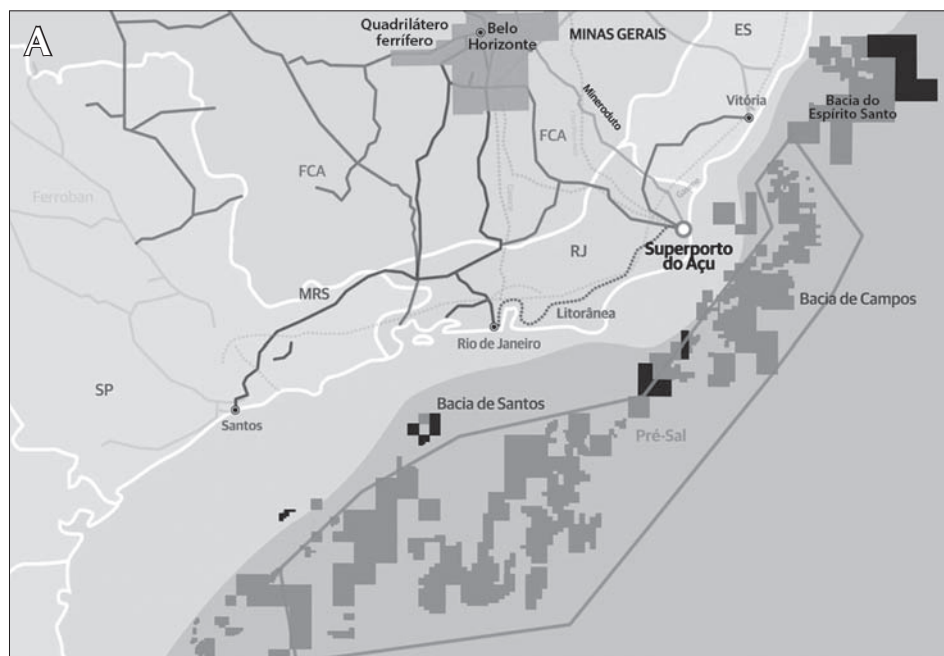 A
Quadrilátero
ferrífero
Belo
Horizonte
MINAS GERAIS
ES
Mineroduto
Vitória
Bacia do
Espírito Santo
FCA
FCA
Ferroban
Superporto
do Açu
RJ
MRS
Litorânea
Bacia de Campos
Rio de Janeiro
SP
Santos
Bacia de Santos
Pré-Sal